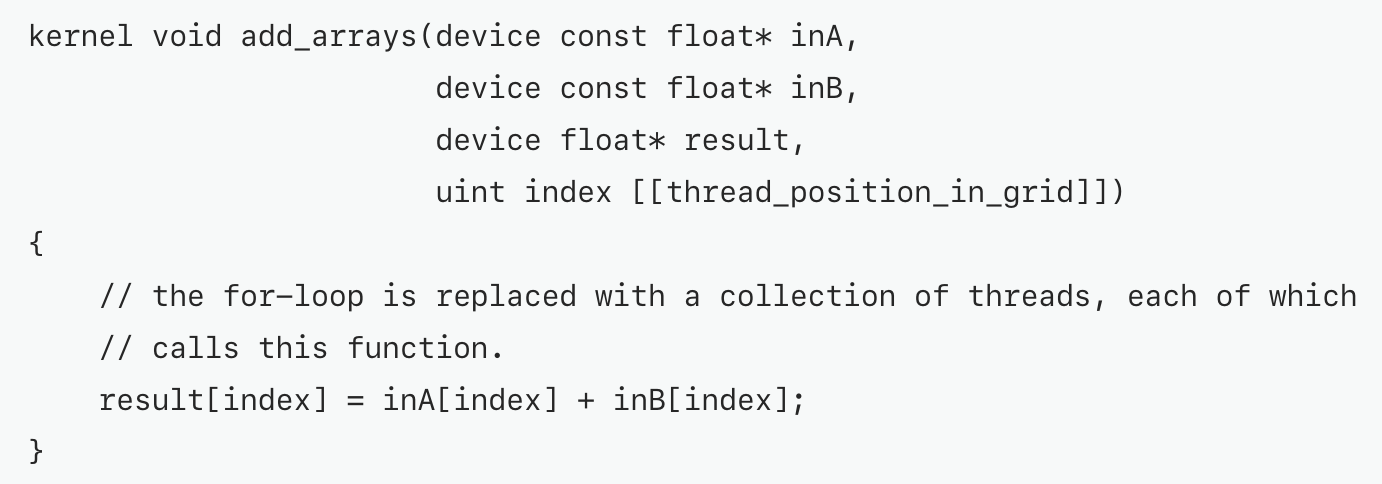 kernel void add_arrays(device const float* inA,
                       device const float* inB,
                       device float* result,
                       uint index [[thread_position_in_grid]])
{
    // the for-loop is replaced with a collection of threads, each of which
    // calls this function.
    result[index] = inA[index] + inB[index];
}